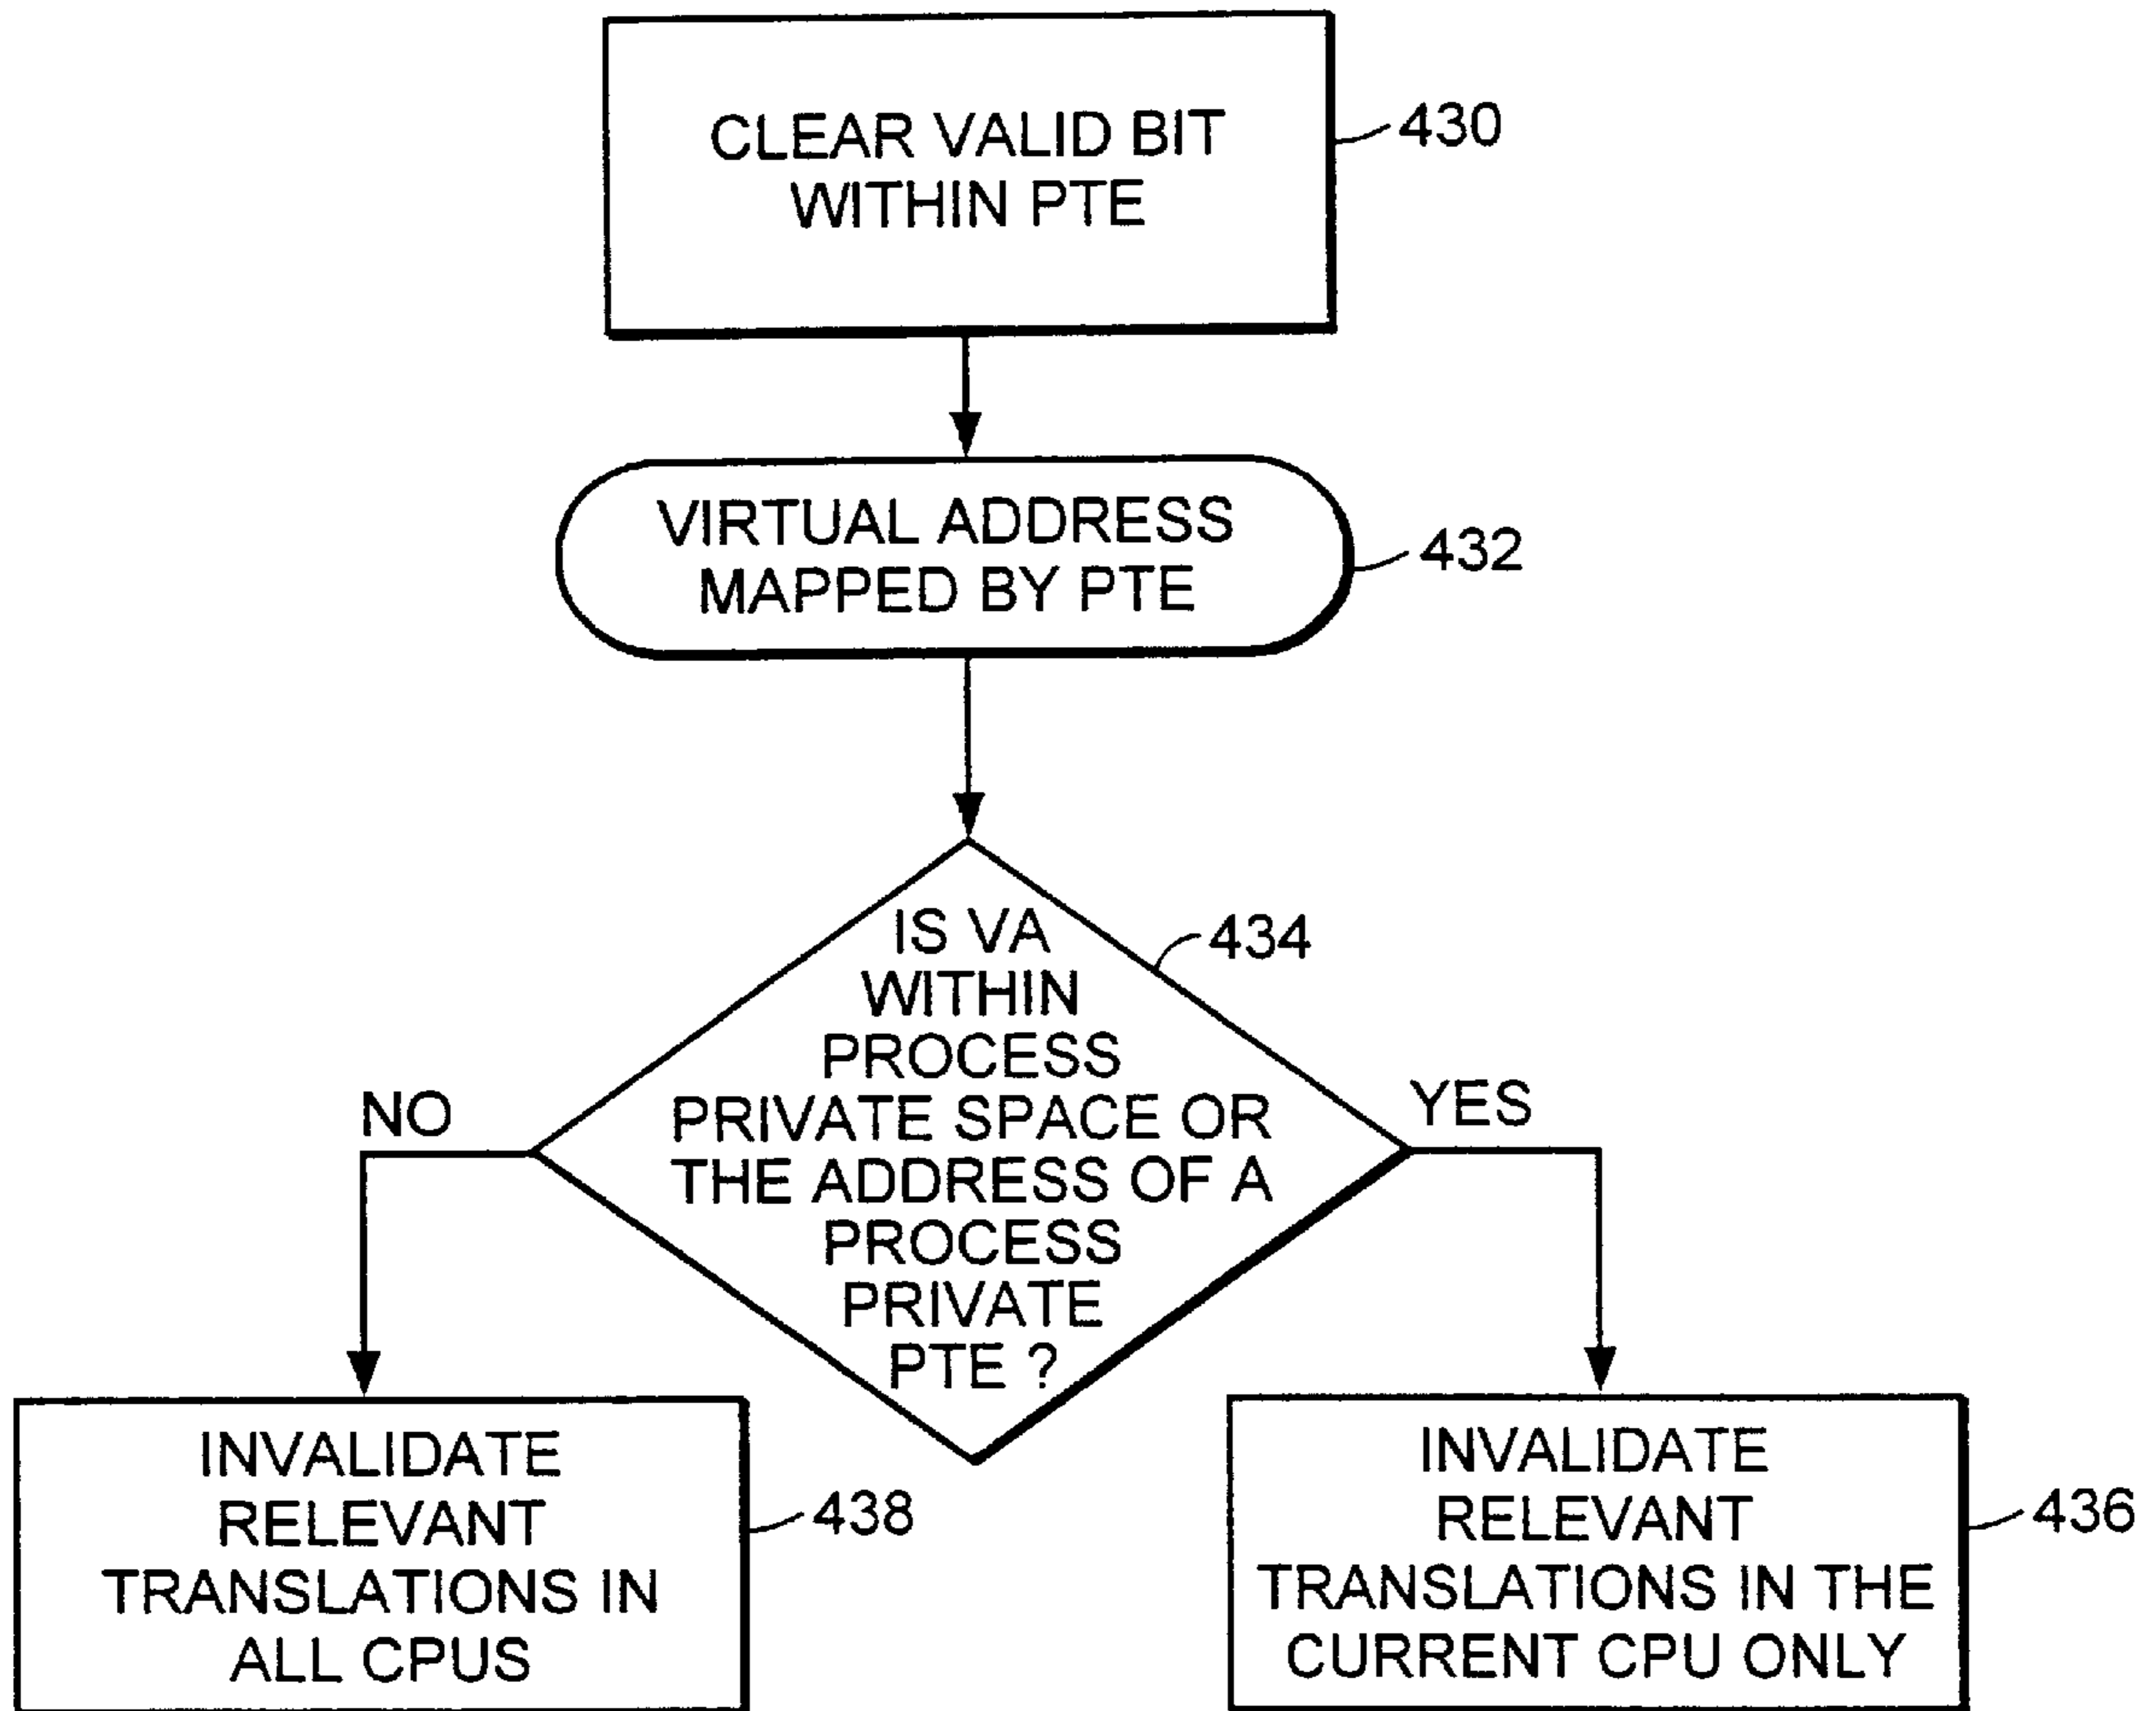 CLEAR VALID BIT
WITHIN PTE
430
VIRTUAL ADDRESS
MAPPED BY PTE
432
IS VA
WITHIN
PROCESS
PRIVATE SPACE OR
THE ADDRESS OF A
PROCESS
PRIVATE
PTE ?
434
NO
YES
INVALIDATE
RELEVANT
TRANSLATIONS IN
ALL CPUS
438
INVALIDATE
RELEVANT
TRANSLATIONS IN THE
CURRENT CPU ONLY
436